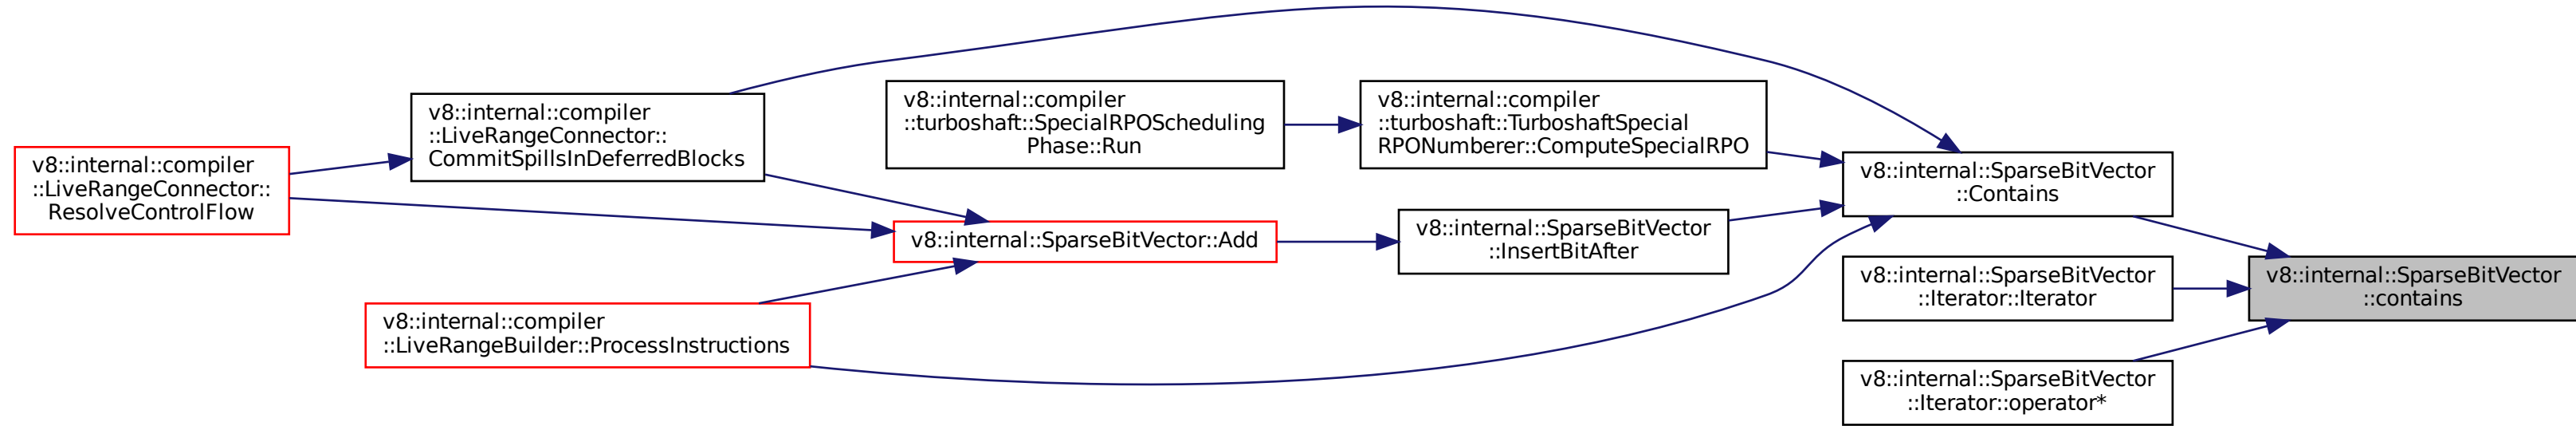 v8::internal::compiler
::LiveRangeConnector::
ResolveControlFlow
v8::internal::compiler
::LiveRangeConnector::
CommitSpillsInDeferredBlocks
v8::internal::compiler
::LiveRangeBuilder::ProcessInstructions
v8::internal::compiler
::turboshaft::SpecialRPOScheduling
Phase::Run
v8::internal::SparseBitVector::Add
v8::internal::compiler
::turboshaft::TurboshaftSpecial
RPONumberer::ComputeSpecialRPO
v8::internal::SparseBitVector
::InsertBitAfter
v8::internal::SparseBitVector
::Contains
v8::internal::SparseBitVector
::Iterator::Iterator
v8::internal::SparseBitVector
::Iterator::operator*
v8::internal::SparseBitVector
::contains